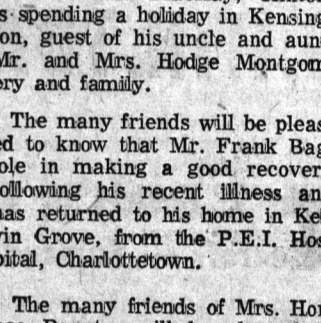 s spending a holiday in Kensing
on, guest of his uncle and aun
Mr. and Mrs. Hodge Montgom
ery and family.
The many friends will be pleas
ed to know that Mr. Frank Bag
ole in making a good recover
following his recent illness an
has returned to his home in Kel
vin Grove, from the P.E.I. Hos
pital, Charlottetown.
The many friends of Mrs. Hor